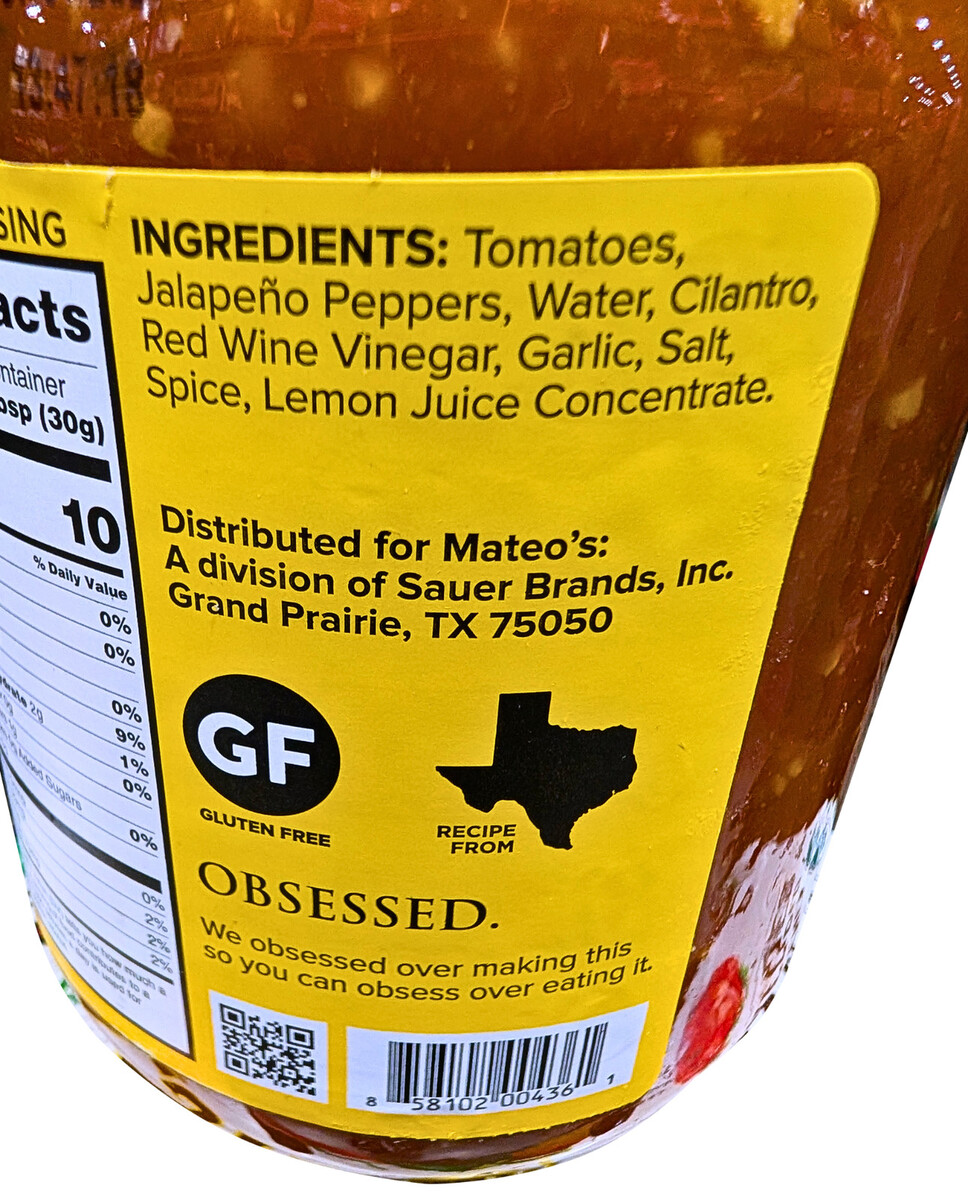 SING
acts
ntainer
bsp (30g)
10
% Daily Value
0%
0%
0%
9%
1%
0%
Added Sugars
0%
0%
2%
2%
2%
INGREDIENTS: Tomatoes,
Jalapeño Peppers, Water, Cilantro,
Red Wine Vinegar, Garlic, Salt,
Spice, Lemon Juice Concentrate.
Distributed for Mateo's:
A division of Sauer Brands, Inc.
Grand Prairie, TX 75050
GF
GLUTEN FREE
RECIPE
FROM
OBSESSED.
We obsessed over making this
so you can obsess over eating it.
8 58102 00436 1